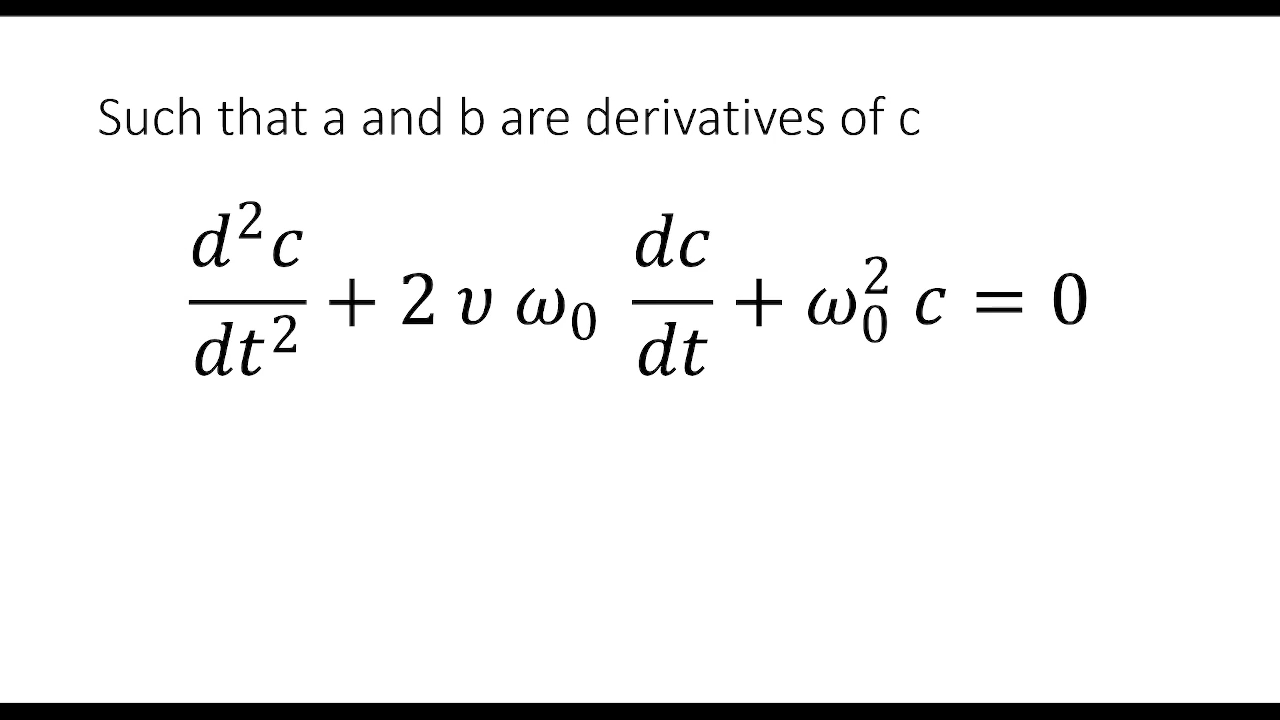 Such that a and b are derivatives of c
d²c/dt² + 2 υ ω₀ dc/dt + ω₀² c = 0